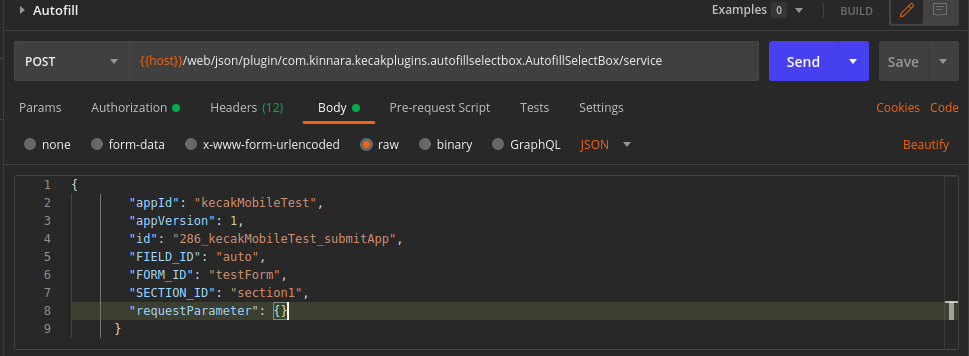 Autofill Examples 0 BUILD
POST {{host}}/web/json/plugin/com.kinnara.kecakplugins.autofillselectbox.AutofillSelectBox/service Send Save
Params Authorization Headers (12) Body Pre-request Script Tests Settings Cookies Code
none form-data x-www-form-urlencoded raw binary GraphQL JSON Beautify
1 {
2 "appId": "kecakMobileTest",
3 "appVersion": 1,
4 "id": "286_kecakMobileTest_submitApp",
5 "FIELD_ID": "auto",
6 "FORM_ID": "testForm",
7 "SECTION_ID": "section1",
8 "requestParameter": {}
9 }